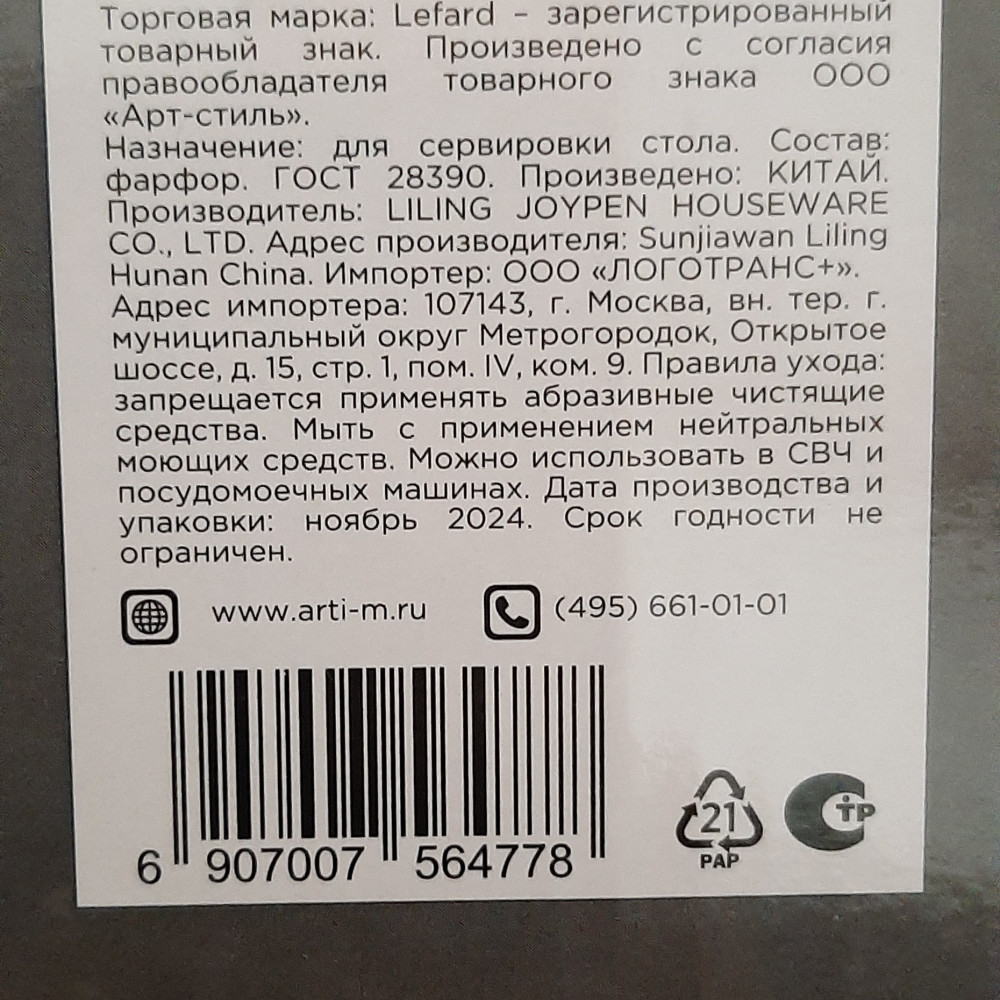 Торговая марка: Lefard – зарегистрированный
товарный знак. Произведено с согласия
правообладателя товарного знака ООО
«Арт-стиль».
Назначение: для сервировки стола. Состав:
фарфор. ГОСТ 28390. Произведено: КИТАЙ.
Производитель: LILING JOYPEN HOUSEWARE
CO., LTD. Адрес производителя: Sunjiawan Liling
Hunan China. Импортер: ООО «ЛОГОТРАНС+».
Адрес импортера: 107143, г. Москва, вн. тер. г.
муниципальный округ Метрогородок, Открытое
шоссе, д. 15, стр. 1, пом. IV, ком. 9. Правила ухода:
запрещается применять абразивные чистящие
средства. Мыть с применением нейтральных
моющих средств. Можно использовать в СВЧ и
посудомоечных машинах. Дата производства и
упаковки: ноябрь 2024. Срок годности не
ограничен.
www.arti-m.ru (495) 661-01-01
6 907007 564778
21
PAP
СТР